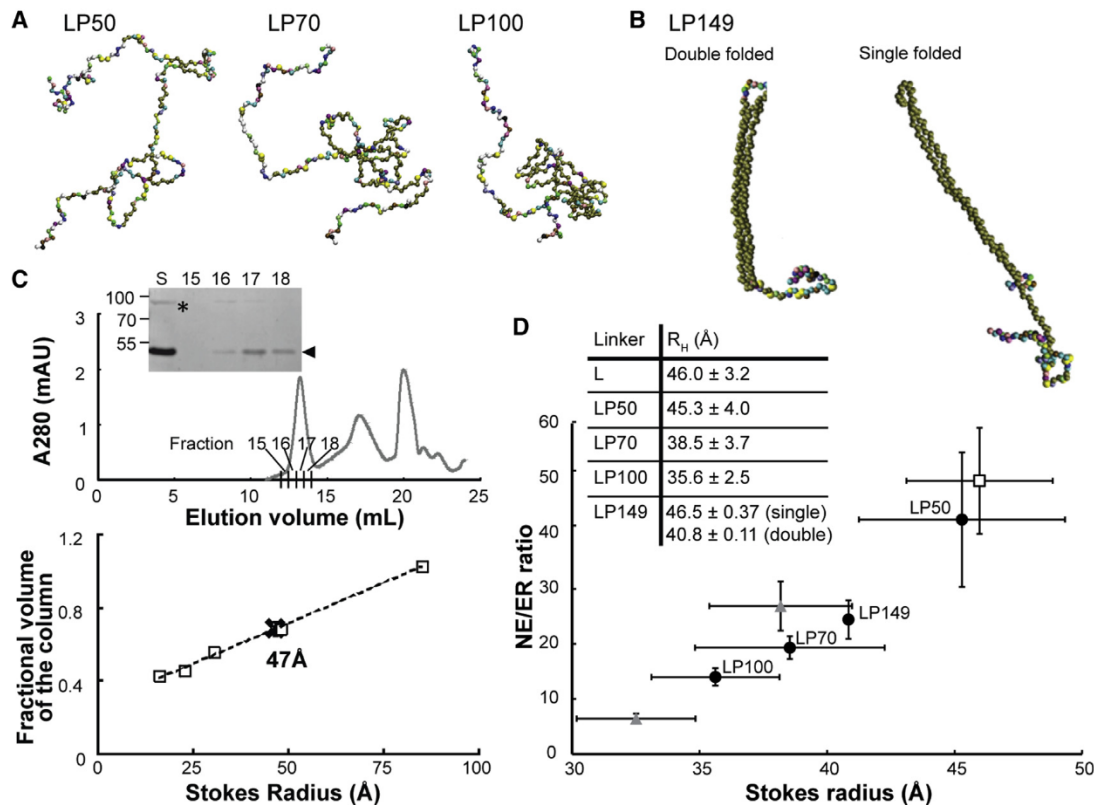 A
LP50
LP70
LP100
B
LP149
Double folded
Single folded
C
S 15 16 17 18
100
70
55
*
3
2
1
0
A280 (mAU)
Fraction
15 16 17 18
0 5 10 15 20 25
Elution volume (mL)
1.2
0.8
0.4
0
Fractional volume
of the column
47Å
0 25 50 75 100
Stokes Radius (Å)
D
Linker RH (Å)
L 46.0 ± 3.2
LP50 45.3 ± 4.0
LP70 38.5 ± 3.7
LP100 35.6 ± 2.5
LP149 46.5 ± 0.37 (single)
40.8 ± 0.11 (double)
60
50
40
30
20
10
0
NE/ER ratio
LP50
LP149
LP70
LP100
30 35 40 45 50
Stokes radius (Å)